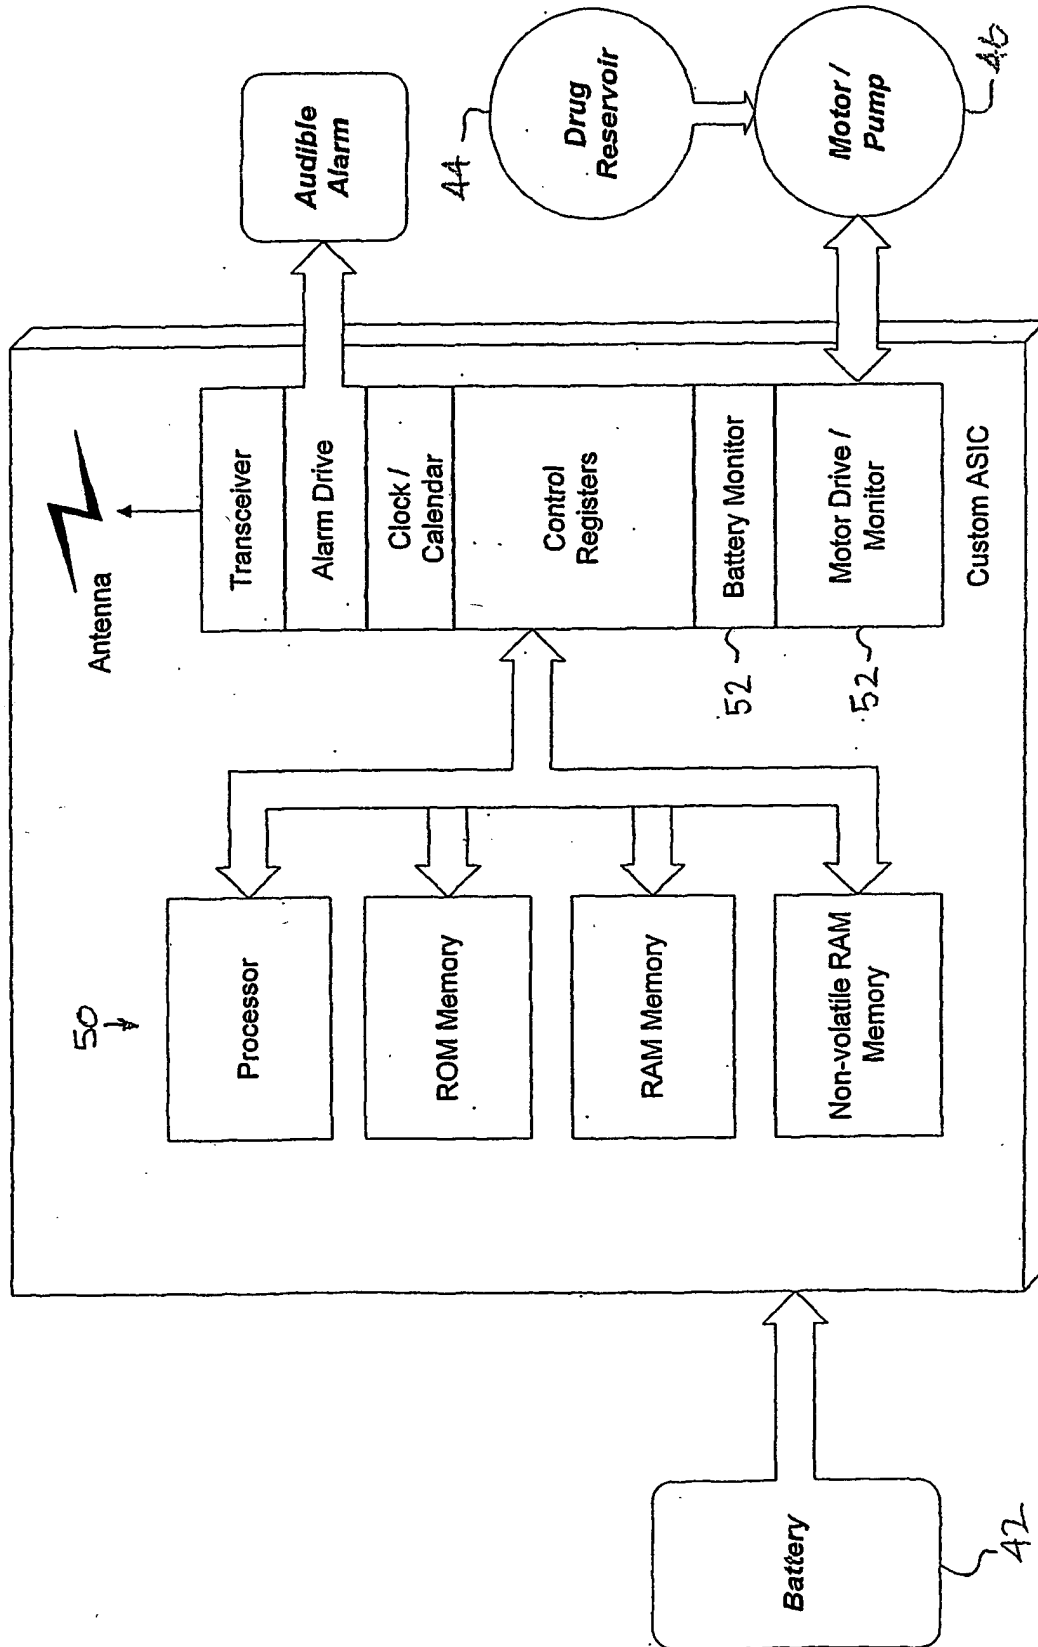 Antenna
Transceiver
Alarm Drive
Clock /
Calendar
Control
Registers
Battery Monitor
Motor Drive /
Monitor
Custom ASIC
52
52
50
Processor
ROM Memory
RAM Memory
Non-volatile RAM
Memory
Audible
Alarm
44
Drug
Reservoir
Motor /
Pump
46
Battery
42